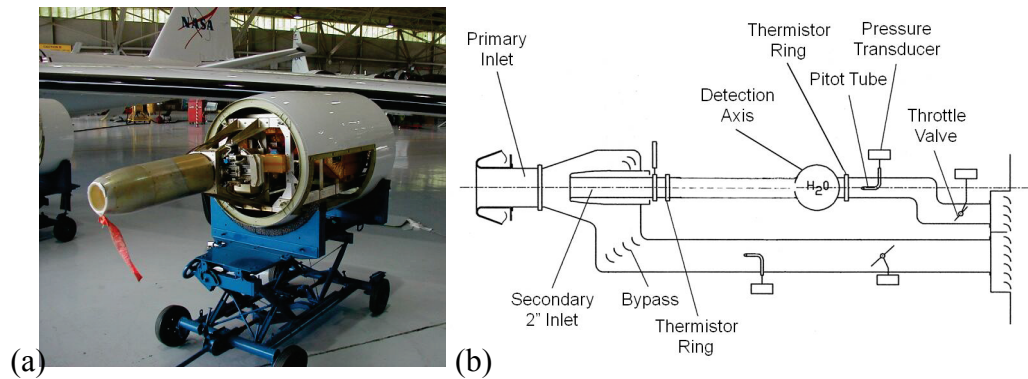 NASA
(a)
Primary
Inlet
Thermistor
Ring
Pressure
Transducer
Pitot Tube
Detection
Axis
Throttle
Valve
H2O
Secondary
2" Inlet
Bypass
Thermistor
Ring
(b)